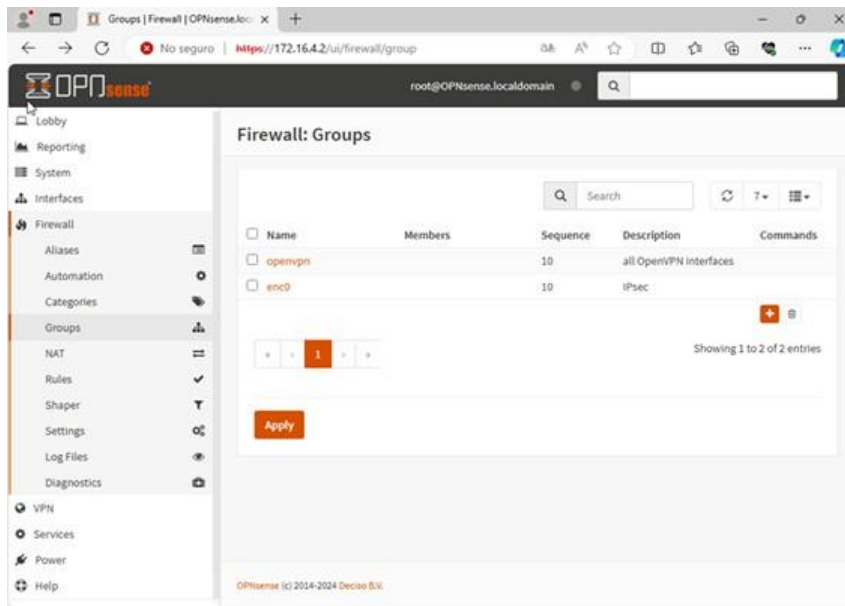 Groups | Firewall | OPNsense.loc
No seguro https://172.16.4.2/ui/firewall/group
OPNsense
root@OPNsense.localdomain
Lobby
Reporting
System
Interfaces
Firewall
Aliases
Automation
Categories
Groups
NAT
Rules
Shaper
Settings
Log Files
Diagnostics
VPN
Services
Power
Help
Firewall: Groups
Search 7
Name Members Sequence Description Commands
openvpn 10 all OpenVPN interfaces
enc0 10 IPsec
« ‹ 1 › »
Showing 1 to 2 of 2 entries
Apply
OPNsense (c) 2014-2024 Deciso B.V.